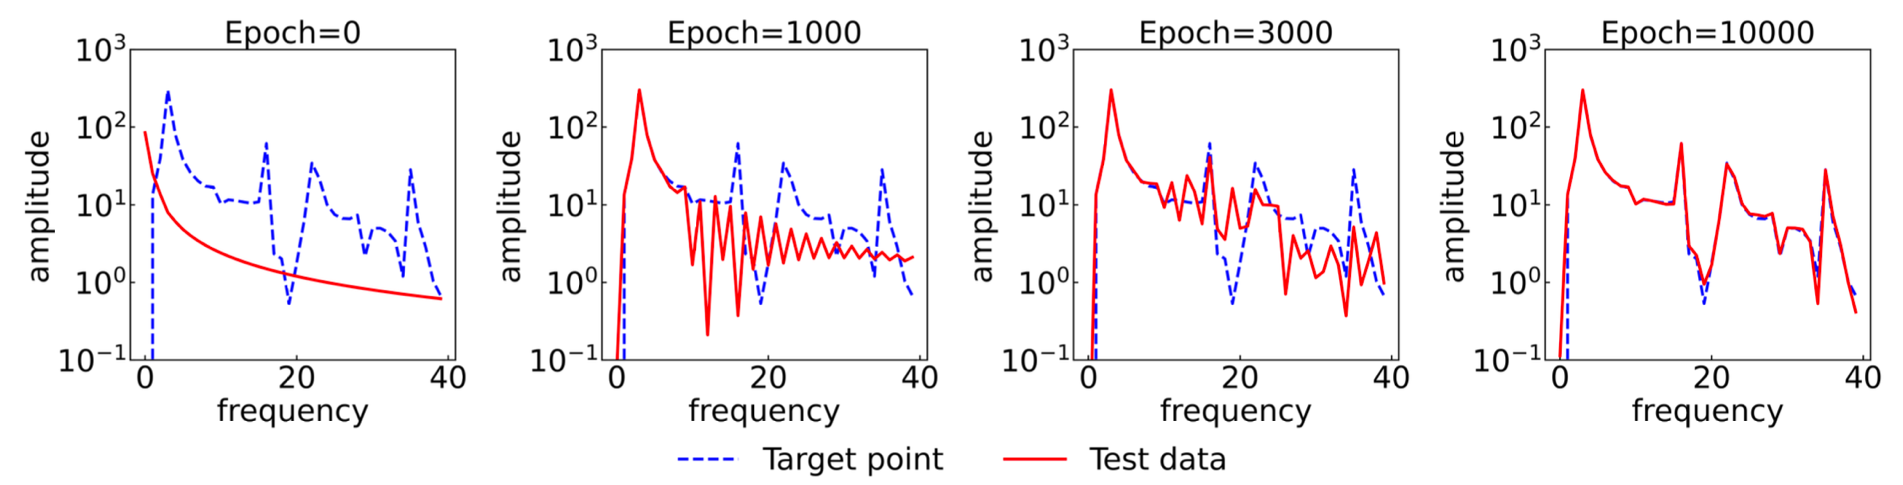 Epoch=0 Epoch=1000 Epoch=3000 Epoch=10000
10³ 10³ 10³ 10³
10² 10² 10² 10²
10¹ 10¹ 10¹ 10¹
10⁰ 10⁰ 10⁰ 10⁰
10⁻¹ 10⁻¹ 10⁻¹ 10⁻¹
amplitude amplitude amplitude amplitude
0 20 40 0 20 40 0 20 40 0 20 40
frequency frequency frequency frequency
Target point Test data